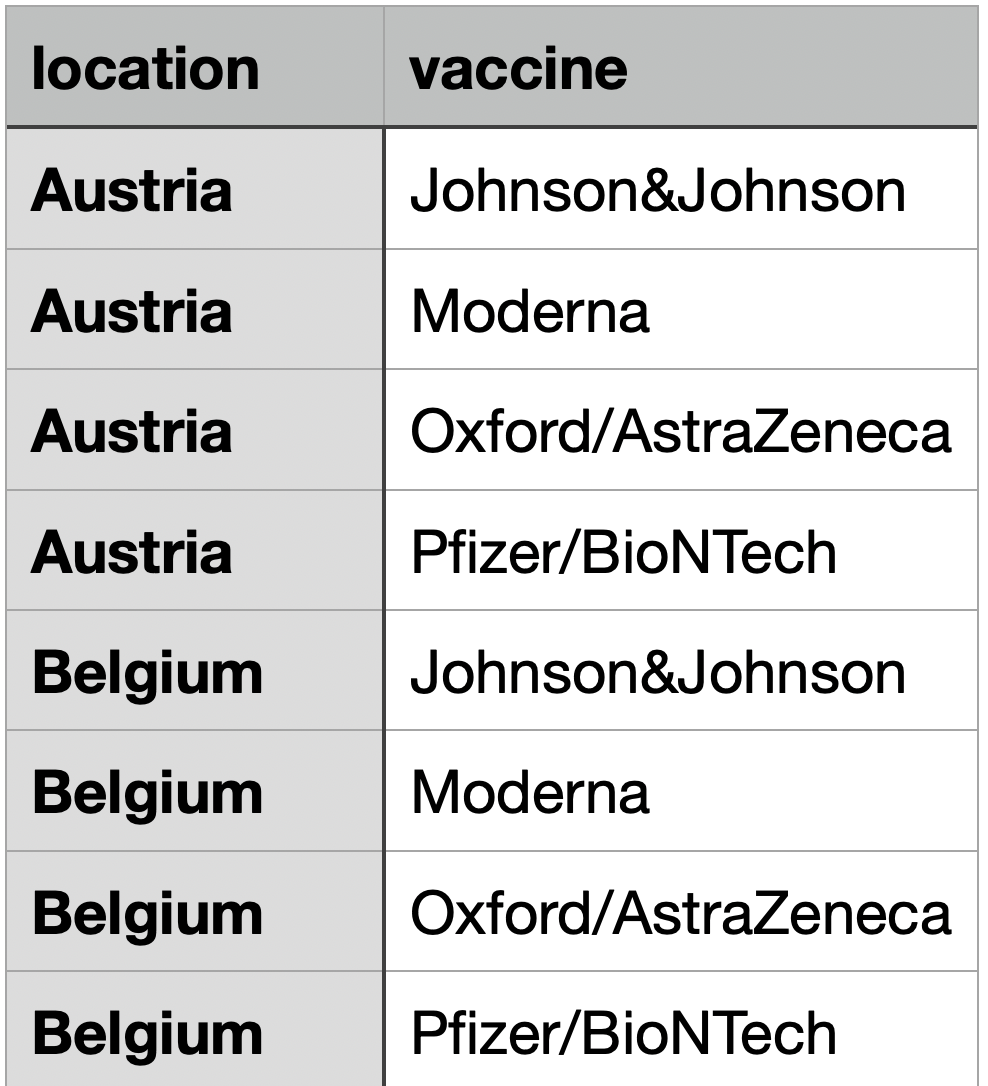 location vaccine
Austria Johnson&Johnson
Austria Moderna
Austria Oxford/AstraZeneca
Austria Pfizer/BioNTech
Belgium Johnson&Johnson
Belgium Moderna
Belgium Oxford/AstraZeneca
Belgium Pfizer/BioNTech